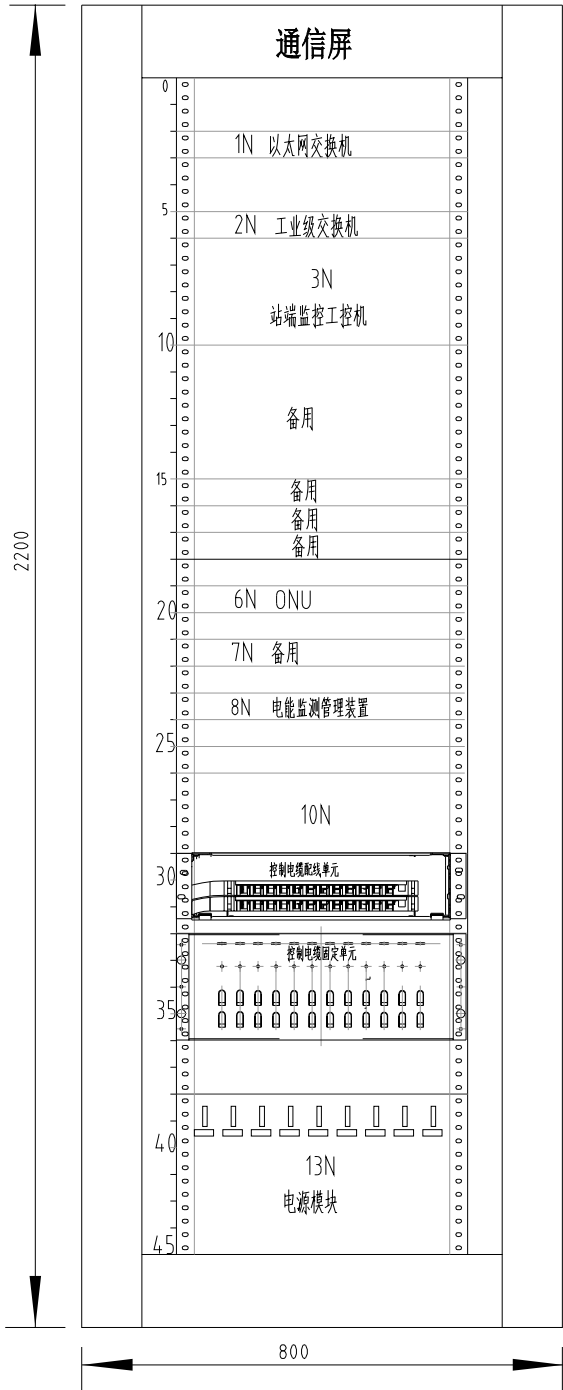 通信屏
0
1N 以太网交换机
5
2N 工业级交换机
3N
站端监控工控机
10
备用
15
备用
备用
备用
2200
6N ONU
20
7N 备用
8N 电能监测管理装置
25
10N
控制电缆配线单元
30
控制电缆固定单元
35
40
13N
电源模块
45
800